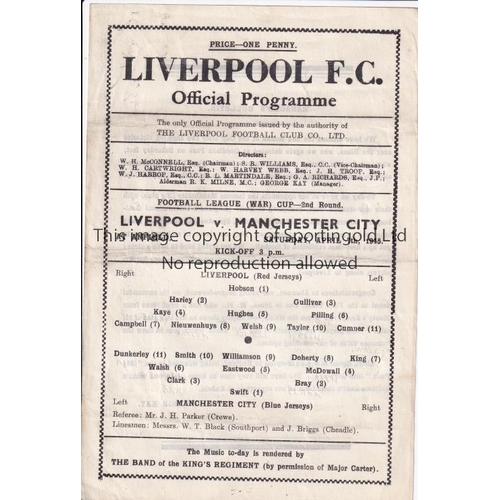 PRICE—ONE PENNY.
LIVERPOOL F.C.
Official Programme
The only Official Programme issued by the authority of
THE LIVERPOOL FOOTBALL CLUB CO., LTD.
Directors:
W. H. McCONNELL, Esq. (Chairman); S. R. WILLIAMS, Esq., C.C. (Vice-Chairman);
W. H. CARTWRIGHT, Esq.; W. HARVEY WEBB, Esq.; J. H. TROOP, Esq.;
W. J. HARROP, Esq., C.C.; R. L. MARTINDALE, Esq.; G. A. RICHARDS, Esq., J.P.;
Alderman R. K. MILNE, M.C.; GEORGE KAY (Manager).
FOOTBALL LEAGUE (WAR) CUP—2nd Round.
LIVERPOOL v. MANCHESTER CITY
This image copyright of SportingOld Ltd
SATURDAY, APRIL
No reproduction allowed
KICK-OFF 3 p.m.
Right LIVERPOOL (Red Jerseys) Left
Hobson (1)
Harley (2) Gulliver (3)
Kaye (4) Hughes (5) Pilling (6)
Campbell (7) Nieuwenhuys (8) Welsh (9) Taylor (10) Cumner (11)
Dunkerley (11) Smith (10) Williamson (9) Doherty (8) King (7)
Walsh (6) Eastwood (5) McDowall (4)
Clark (3) Bray (2)
Swift (1)
Left MANCHESTER CITY (Blue Jerseys) Right
Referee: Mr. J. H. Parker (Crewe).
Linesmen: Messrs. W. T. Black (Southport) and J. Briggs (Cheadle).
The Music to-day is rendered by
THE BAND of the KING'S REGIMENT (by permission of Major Carter).